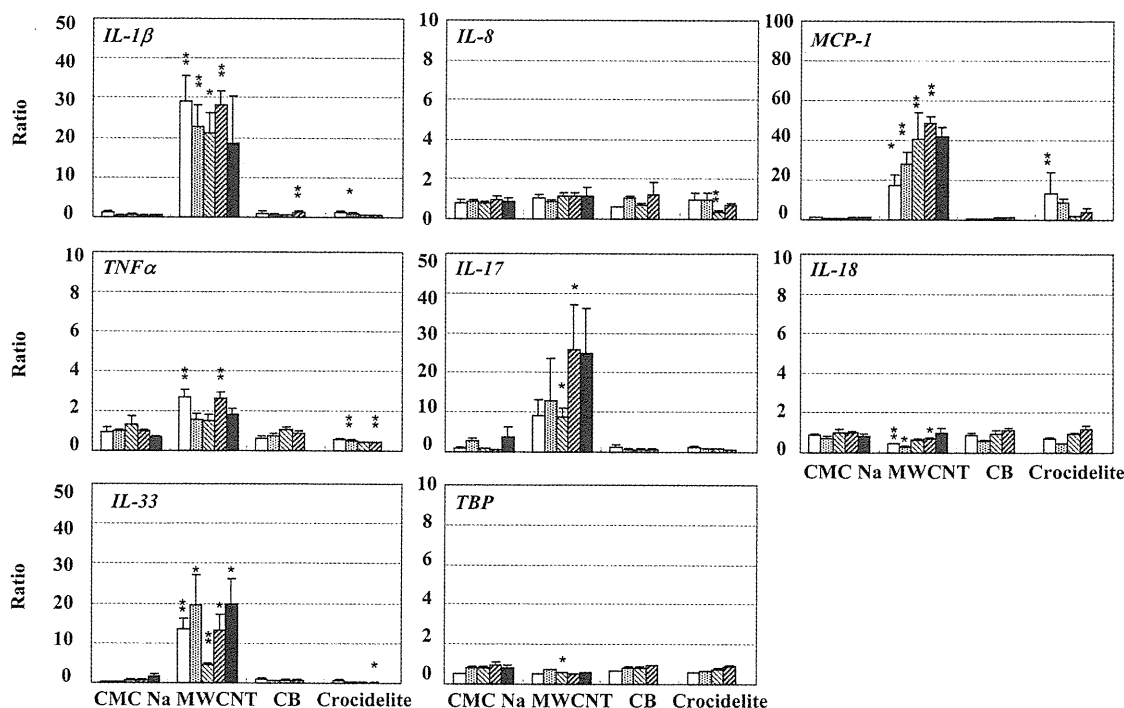 IL-1β IL-8 MCP-1
50 10 100
40 8 80
30 6 60
20 4 40
10 2 20
0 0 0
Ratio
** ** * ** ** * ** * ** ** ** **
TNFα IL-17 IL-18
10 50 10
8 40 8
6 30 6
4 20 4
2 10 2
0 0 0
Ratio
** ** ** ** * * ** * *
CMC Na MWCNT CB Crocidelite
IL-33 TBP
50 10
40 8
30 6
20 4
10 2
0 0
Ratio
** * ** * * * *
CMC Na MWCNT CB Crocidelite CMC Na MWCNT CB Crocidelite